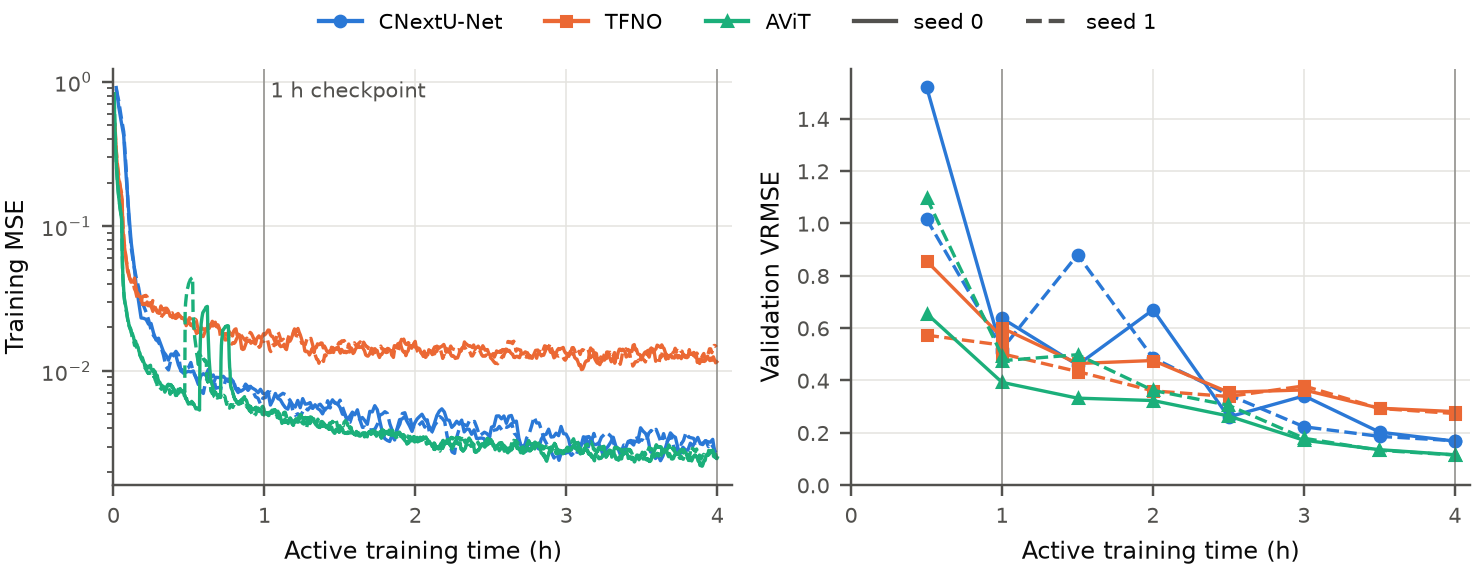 CNextU-Net TFNO AViT seed 0 seed 1
1 h checkpoint
10⁰
10⁻¹
10⁻²
Training MSE
0 1 2 3 4
Active training time (h)
1.4
1.2
1.0
0.8
0.6
0.4
0.2
0.0
Validation VRMSE
0 1 2 3 4
Active training time (h)